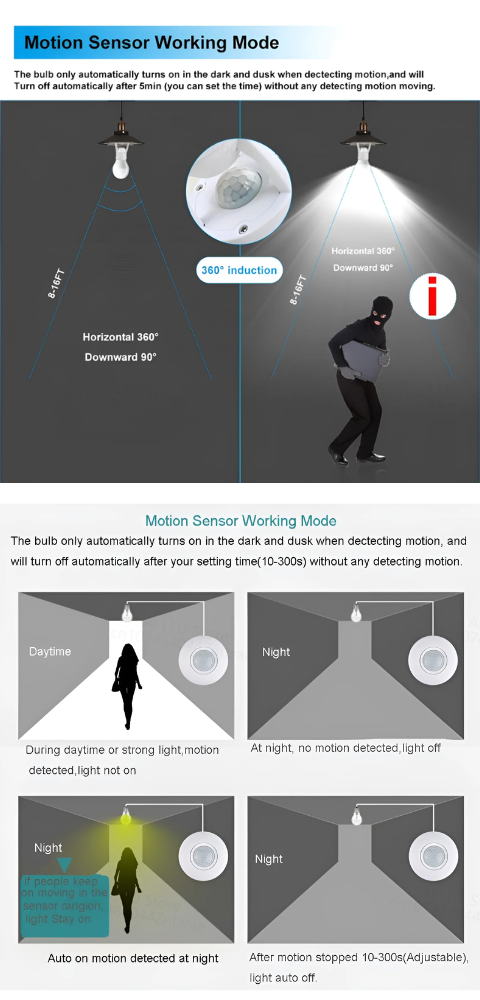 Motion Sensor Working Mode
The bulb only automatically turns on in the dark and dusk when dectecting motion,and will
Turn off automatically after 5min (you can set the time) without any detecting motion moving.
360° induction
8-16FT
Horizontal 360°
Downward 90°
Horizontal 360°
Downward 90°
8-16FT
i
Motion Sensor Working Mode
The bulb only automatically turns on in the dark and dusk when dectecting motion, and
will turn off automatically after your setting time(10-300s) without any detecting motion.
Daytime
Night
During daytime or strong light,motion
detected,light not on
At night, no motion detected,light off
Night
If people keep
on moving in the
sensor rangion,
light Stay on
Night
Auto on motion detected at night
After motion stopped 10-300s(Adjustable),
light auto off.